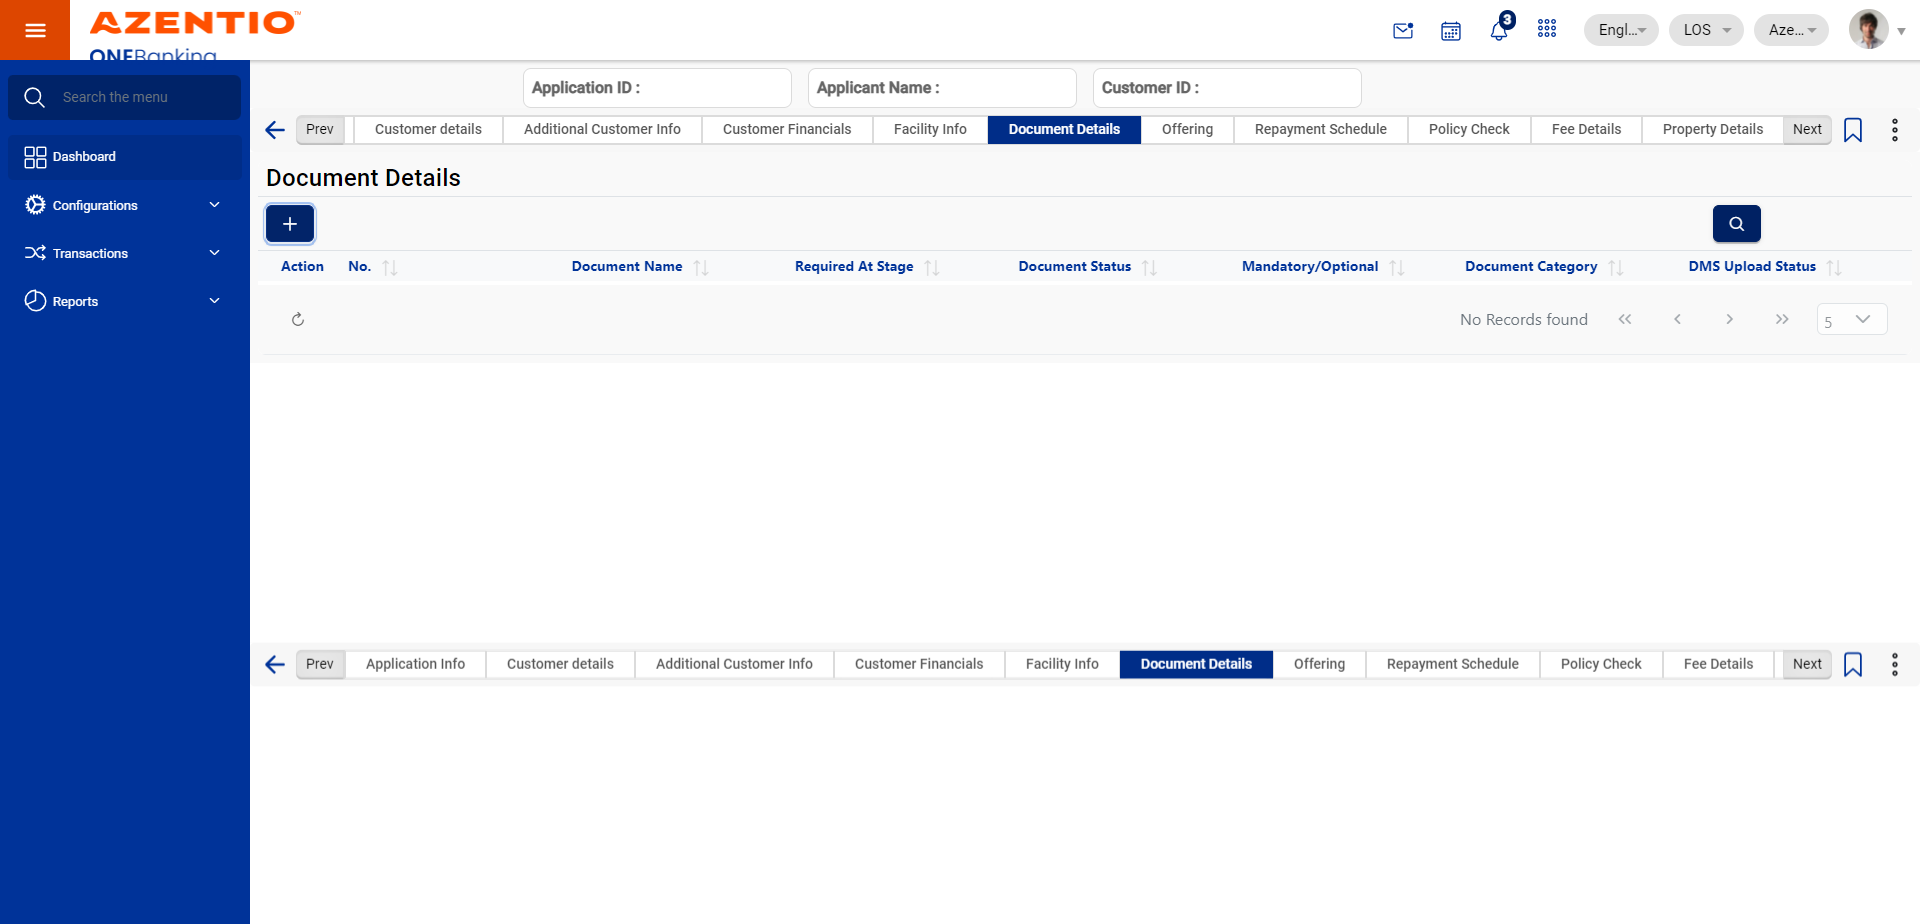 AZENTIO™
ONEBanking
3
Engl...
LOS
Aze...
Search the menu
Dashboard
Configurations
Transactions
Reports
Application ID :
Applicant Name :
Customer ID :
Prev
Customer details
Additional Customer Info
Customer Financials
Facility Info
Document Details
Offering
Repayment Schedule
Policy Check
Fee Details
Property Details
Next
Document Details
Action
No.
Document Name
Required At Stage
Document Status
Mandatory/Optional
Document Category
DMS Upload Status
No Records found
5
Prev
Application Info
Customer details
Additional Customer Info
Customer Financials
Facility Info
Document Details
Offering
Repayment Schedule
Policy Check
Fee Details
Next